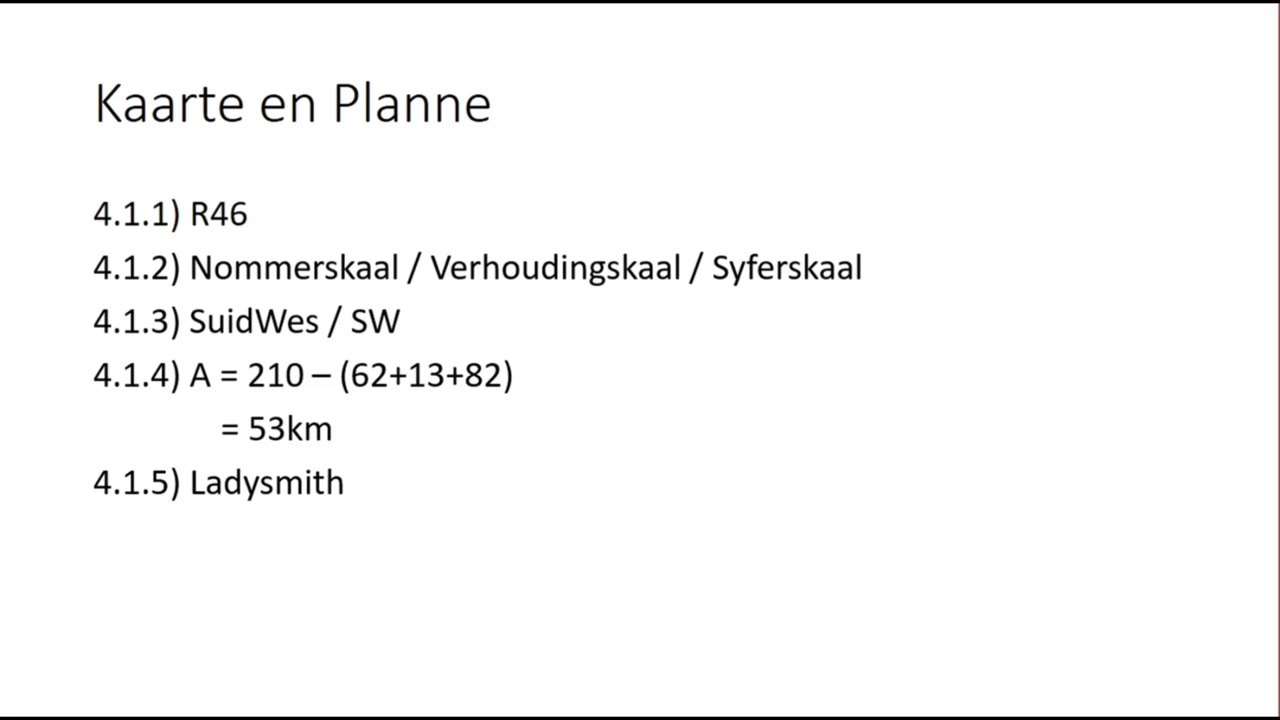 Kaarte en Planne
4.1.1) R46
4.1.2) Nommerskaal / Verhoudingskaal / Syferskaal
4.1.3) SuidWes / SW
4.1.4) A = 210 – (62+13+82)
= 53km
4.1.5) Ladysmith